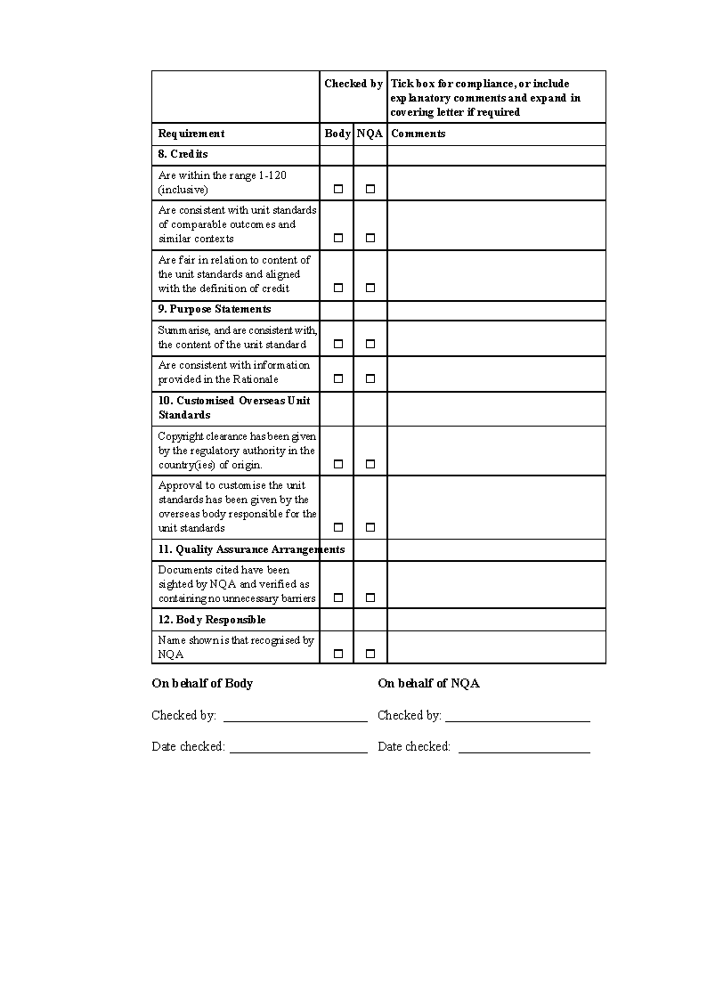 Checked by
Tick box for compliance, or include
explanatory comments and expand in
covering letter if required
Requirement
Body
NQA
Comments
8. Credits
Are within the range 1-120
(inclusive)
Are consistent with unit standards
of comparable outcomes and
similar contexts
Are fair in relation to content of
the unit standards and aligned
with the definition of credit
9. Purpose Statements
Summarise, and are consistent with,
the content of the unit standard
Are consistent with information
provided in the Rationale
10. Customised Overseas Unit
Standards
Copyright clearance has been given
by the regulatory authority in the
country(ies) of origin.
Approval to customise the unit
standards has been given by the
overseas body responsible for the
unit standards
11. Quality Assurance Arrangements
Documents cited have been
sighted by NQA and verified as
containing no unnecessary barriers
12. Body Responsible
Name shown is that recognised by
NQA
On behalf of Body
On behalf of NQA
Checked by:
Checked by:
Date checked:
Date checked: